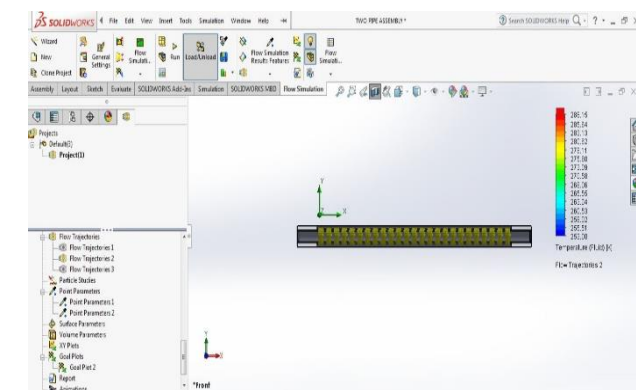 SOLIDWORKS File Edit View Insert Tools Simulation Window Help
TWO PIPE ASSEMBLY *
Search SOLIDWORKS Help
Wizard
New
Clone Project
General Settings
Flow Simulati...
Run
Load/Unload
Flow Simulation Results Features
Flow Simulati...
Assembly Layout Sketch Evaluate SOLIDWORKS Add-Ins Simulation SOLIDWORKS MBD Flow Simulation
Projects
Default(3)
Project(1)
Flow Trajectories
Flow Trajectories 1
Flow Trajectories 2
Flow Trajectories 3
Particle Studies
Point Parameters
Point Parameters 1
Point Parameters 2
Surface Parameters
Volume Parameters
XY Plots
Goal Plots
Goal Plot 2
Report
Animations
Y
X
Temperature (Fluid) [K]
Flow Trajectories 2
Y
X
*Front